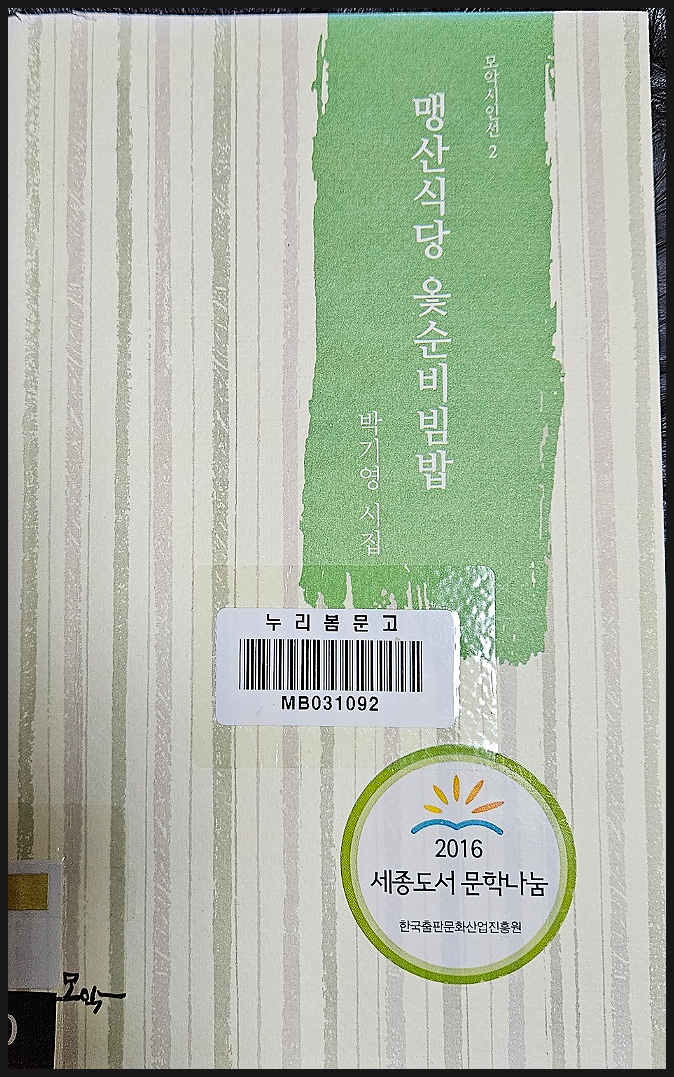 모악시인선 2
맹산식당 옻순비빔밥
박기영 시집
누리봄문고
MB031092
2016
세종도서 문학나눔
한국출판문화산업진흥원
모악